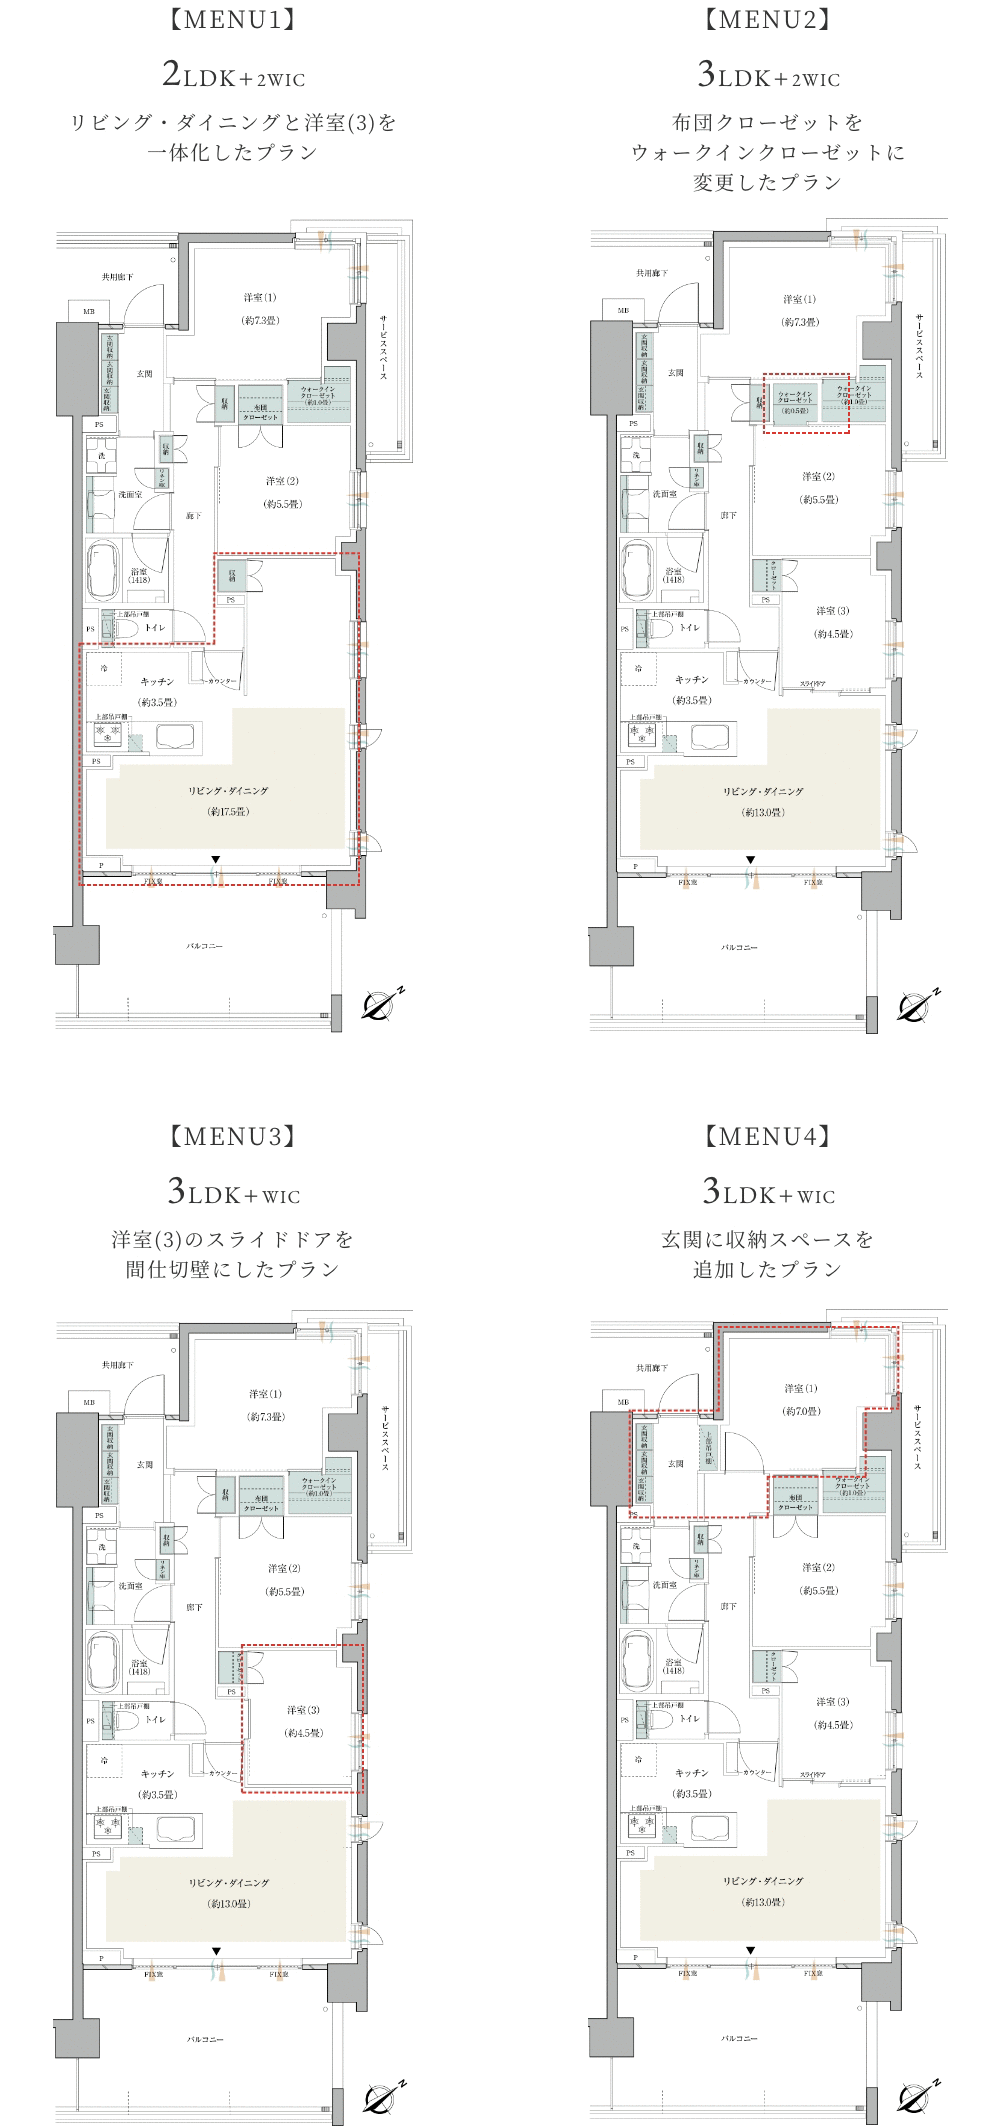 【MENU1】
2LDK+2WIC
リビング・ダイニングと洋室(3)を
一体化したプラン
共用廊下
MB
洋室(1)
(約7.3畳)
サービススペース
玄関収納
玄関収納
玄関収納
玄関
収納
布団
クローゼット
ウォークイン
クローゼット
(約1.0畳)
PS
洗
収納
リネン庫
洗面室
廊下
洋室(2)
(約5.5畳)
浴室
(1418)
収納
PS
PS
上部吊戸棚
トイレ
冷
キッチン
(約3.5畳)
カウンター
上部吊戸棚
PS
リビング・ダイニング
(約17.5畳)
P
FIX窓
FIX窓
バルコニー
N
【MENU2】
3LDK+2WIC
布団クローゼットを
ウォークインクローゼットに
変更したプラン
共用廊下
MB
洋室(1)
(約7.3畳)
サービススペース
玄関収納
玄関収納
玄関収納
玄関
収納
ウォークイン
クローゼット
(約0.5畳)
ウォークイン
クローゼット
(約1.0畳)
PS
洗
収納
リネン庫
洗面室
廊下
洋室(2)
(約5.5畳)
浴室
(1418)
クローゼット
PS
洋室(3)
(約4.5畳)
PS
上部吊戸棚
トイレ
冷
キッチン
(約3.5畳)
カウンター
スライドドア
上部吊戸棚
PS
リビング・ダイニング
(約13.0畳)
P
FIX窓
FIX窓
バルコニー
N
【MENU3】
3LDK+WIC
洋室(3)のスライドドアを
間仕切壁にしたプラン
共用廊下
MB
洋室(1)
(約7.3畳)
サービススペース
玄関収納
玄関収納
玄関収納
玄関
収納
布団
クローゼット
ウォークイン
クローゼット
(約1.0畳)
PS
洗
収納
リネン庫
洗面室
廊下
洋室(2)
(約5.5畳)
浴室
(1418)
PS
洋室(3)
(約4.5畳)
PS
上部吊戸棚
トイレ
冷
キッチン
(約3.5畳)
カウンター
上部吊戸棚
PS
リビング・ダイニング
(約13.0畳)
P
FIX窓
FIX窓
バルコニー
N
【MENU4】
3LDK+WIC
玄関に収納スペースを
追加したプラン
共用廊下
MB
洋室(1)
(約7.0畳)
サービススペース
玄関収納
玄関収納
玄関収納
玄関
上部吊戸棚
布団
クローゼット
ウォークイン
クローゼット
(約1.0畳)
PS
洗
収納
リネン庫
洗面室
廊下
洋室(2)
(約5.5畳)
浴室
(1418)
クローゼット
PS
洋室(3)
(約4.5畳)
PS
上部吊戸棚
トイレ
冷
キッチン
(約3.5畳)
カウンター
スライドドア
上部吊戸棚
PS
リビング・ダイニング
(約13.0畳)
P
FIX窓
FIX窓
バルコニー
N